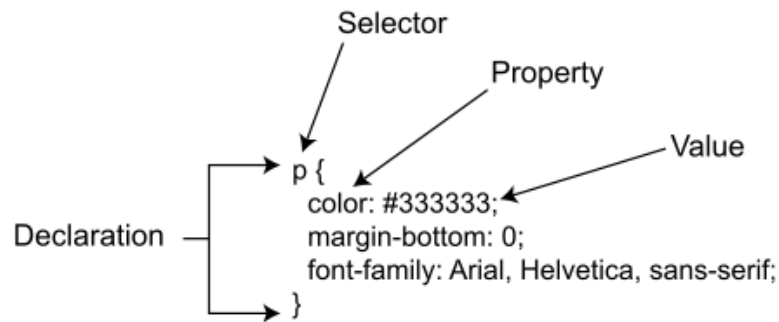 Selector
Property
Value
p {
color: #333333;
Declaration
margin-bottom: 0;
font-family: Arial, Helvetica, sans-serif;
}